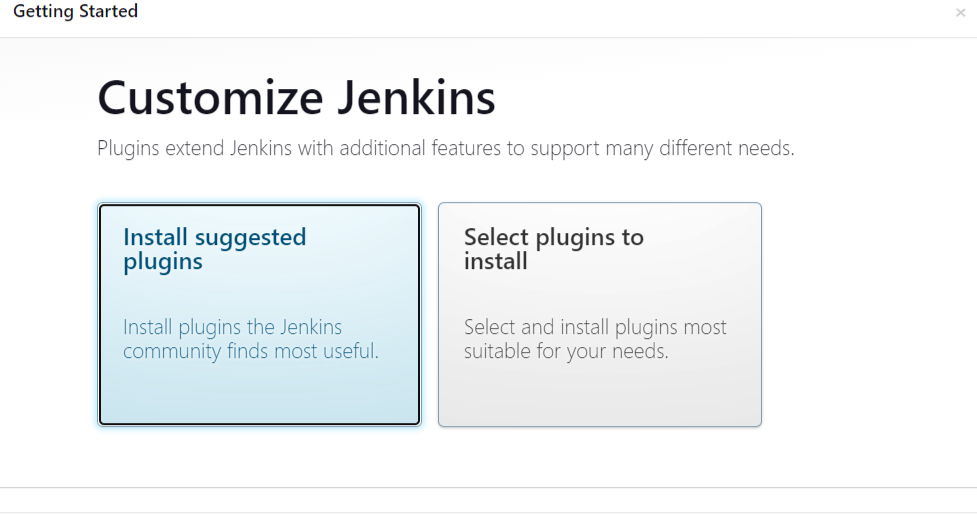 Getting Started
Customize Jenkins
Plugins extend Jenkins with additional features to support many different needs.
Install suggested
plugins
Install plugins the Jenkins
community finds most useful.
Select plugins to
install
Select and install plugins most
suitable for your needs.